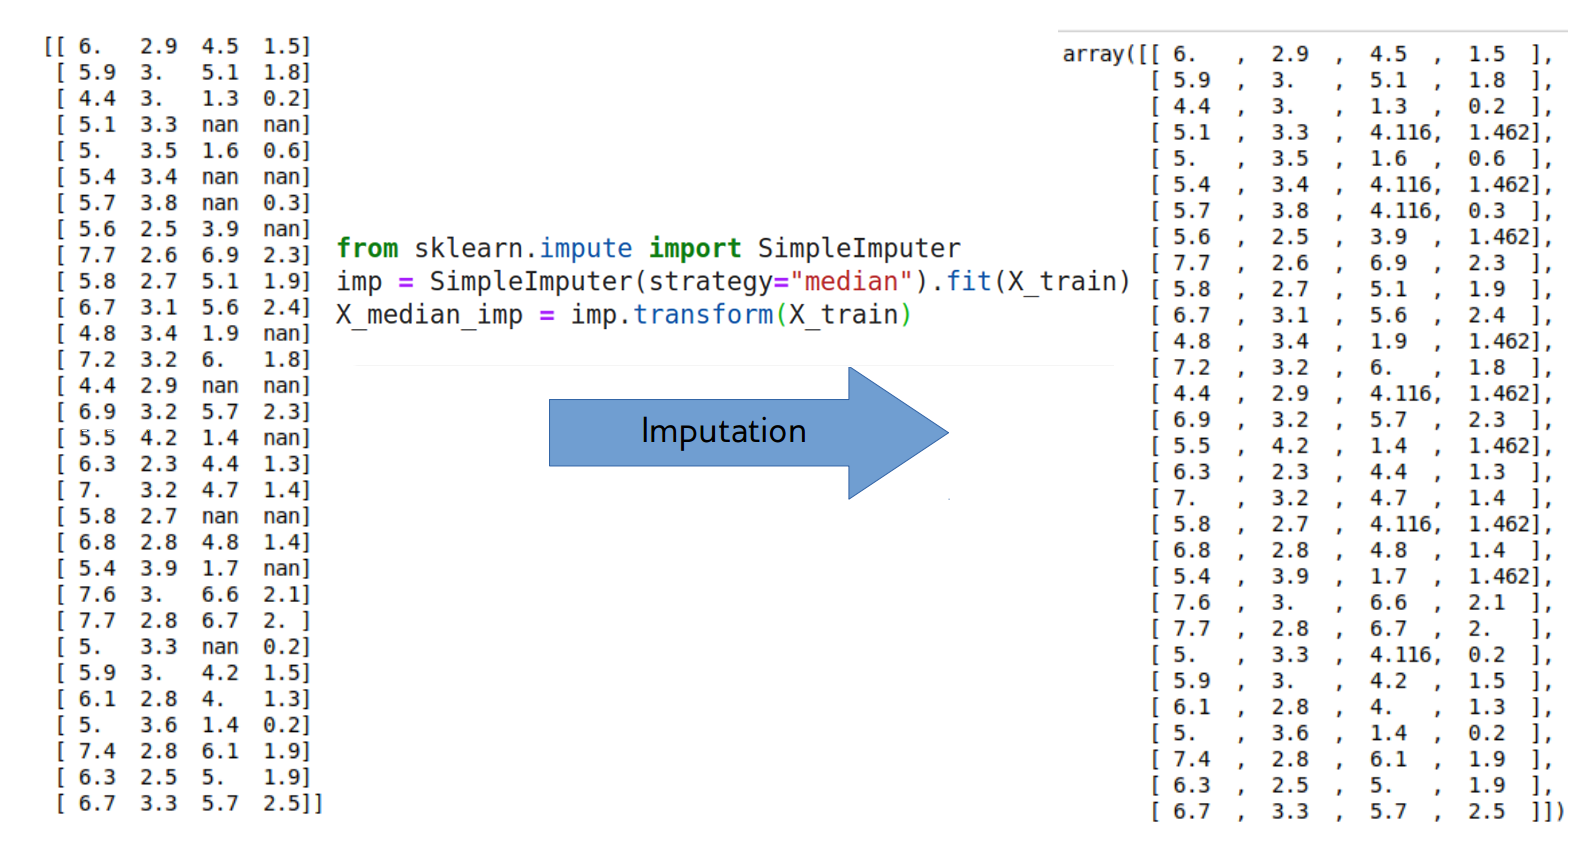 [[ 6.   2.9  4.5  1.5]
[ 5.9  3.   5.1  1.8]
[ 4.4  3.   1.3  0.2]
[ 5.1  3.3  nan  nan]
[ 5.   3.5  1.6  0.6]
[ 5.4  3.4  nan  nan]
[ 5.7  3.8  nan  0.3]
[ 5.6  2.5  3.9  nan]
[ 7.7  2.6  6.9  2.3]
[ 5.8  2.7  5.1  1.9]
[ 6.7  3.1  5.6  2.4]
[ 4.8  3.4  1.9  nan]
[ 7.2  3.2  6.   1.8]
[ 4.4  2.9  nan  nan]
[ 6.9  3.2  5.7  2.3]
[ 5.5  4.2  1.4  nan]
[ 6.3  2.3  4.4  1.3]
[ 7.   3.2  4.7  1.4]
[ 5.8  2.7  nan  nan]
[ 6.8  2.8  4.8  1.4]
[ 5.4  3.9  1.7  nan]
[ 7.6  3.   6.6  2.1]
[ 7.7  2.8  6.7  2. ]
[ 5.   3.3  nan  0.2]
[ 5.9  3.   4.2  1.5]
[ 6.1  2.8  4.   1.3]
[ 5.   3.6  1.4  0.2]
[ 7.4  2.8  6.1  1.9]
[ 6.3  2.5  5.   1.9]
[ 6.7  3.3  5.7  2.5]]
from sklearn.impute import SimpleImputer
imp = SimpleImputer(strategy="median").fit(X_train)
X_median_imp = imp.transform(X_train)
Imputation
array([[ 6.   ,  2.9  ,  4.5  ,  1.5  ],
[ 5.9  ,  3.   ,  5.1  ,  1.8  ],
[ 4.4  ,  3.   ,  1.3  ,  0.2  ],
[ 5.1  ,  3.3  ,  4.116,  1.462],
[ 5.   ,  3.5  ,  1.6  ,  0.6  ],
[ 5.4  ,  3.4  ,  4.116,  1.462],
[ 5.7  ,  3.8  ,  4.116,  0.3  ],
[ 5.6  ,  2.5  ,  3.9  ,  1.462],
[ 7.7  ,  2.6  ,  6.9  ,  2.3  ],
[ 5.8  ,  2.7  ,  5.1  ,  1.9  ],
[ 6.7  ,  3.1  ,  5.6  ,  2.4  ],
[ 4.8  ,  3.4  ,  1.9  ,  1.462],
[ 7.2  ,  3.2  ,  6.   ,  1.8  ],
[ 4.4  ,  2.9  ,  4.116,  1.462],
[ 6.9  ,  3.2  ,  5.7  ,  2.3  ],
[ 5.5  ,  4.2  ,  1.4  ,  1.462],
[ 6.3  ,  2.3  ,  4.4  ,  1.3  ],
[ 7.   ,  3.2  ,  4.7  ,  1.4  ],
[ 5.8  ,  2.7  ,  4.116,  1.462],
[ 6.8  ,  2.8  ,  4.8  ,  1.4  ],
[ 5.4  ,  3.9  ,  1.7  ,  1.462],
[ 7.6  ,  3.   ,  6.6  ,  2.1  ],
[ 7.7  ,  2.8  ,  6.7  ,  2.   ],
[ 5.   ,  3.3  ,  4.116,  0.2  ],
[ 5.9  ,  3.   ,  4.2  ,  1.5  ],
[ 6.1  ,  2.8  ,  4.   ,  1.3  ],
[ 5.   ,  3.6  ,  1.4  ,  0.2  ],
[ 7.4  ,  2.8  ,  6.1  ,  1.9  ],
[ 6.3  ,  2.5  ,  5.   ,  1.9  ],
[ 6.7  ,  3.3  ,  5.7  ,  2.5  ]])